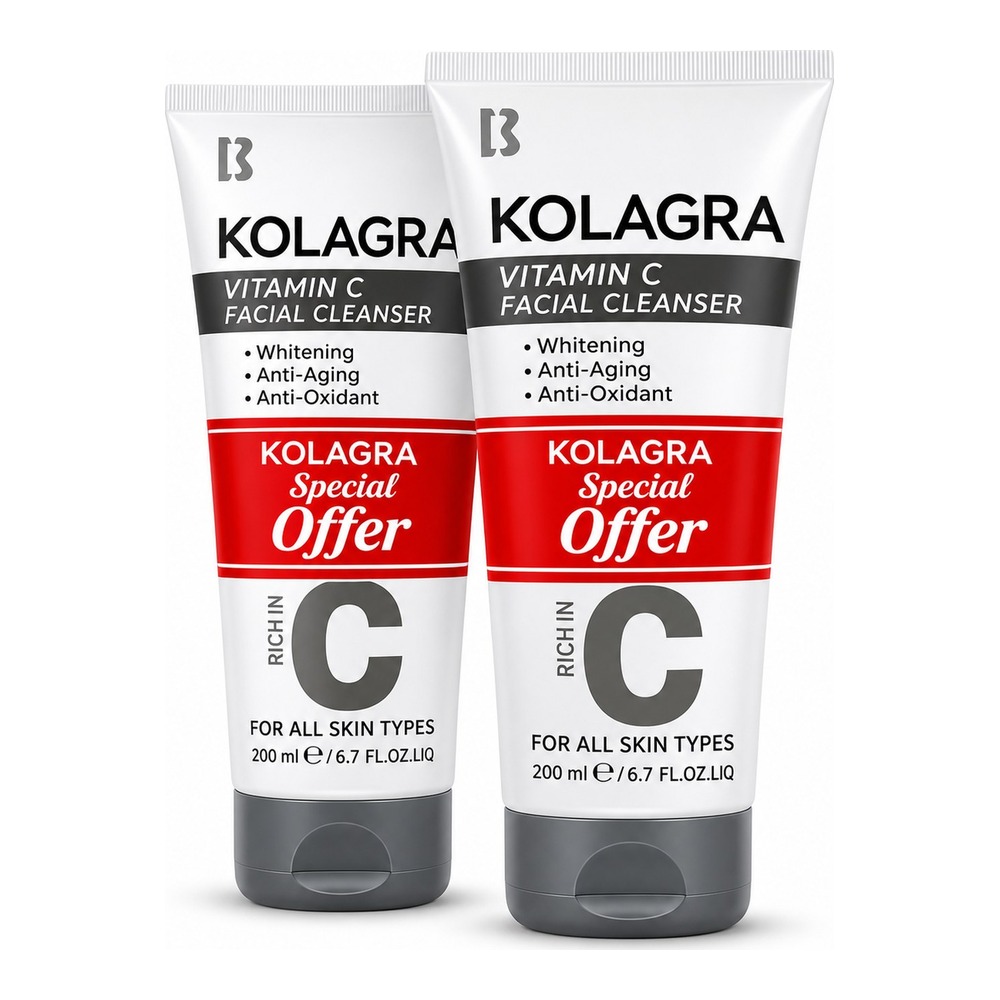 KOLAGRA
VITAMIN C
FACIAL CLEANSER
• Whitening
• Anti-Aging
• Anti-Oxidant
KOLAGRA
Special
Offer
RICH IN
C
FOR ALL SKIN TYPES
200 ml ℮ / 6.7 FL.OZ.LIQ
KOLAGRA
VITAMIN C
FACIAL CLEANSER
• Whitening
• Anti-Aging
• Anti-Oxidant
KOLAGRA
Special
Offer
RICH IN
C
FOR ALL SKIN TYPES
200 ml ℮ / 6.7 FL.OZ.LIQ